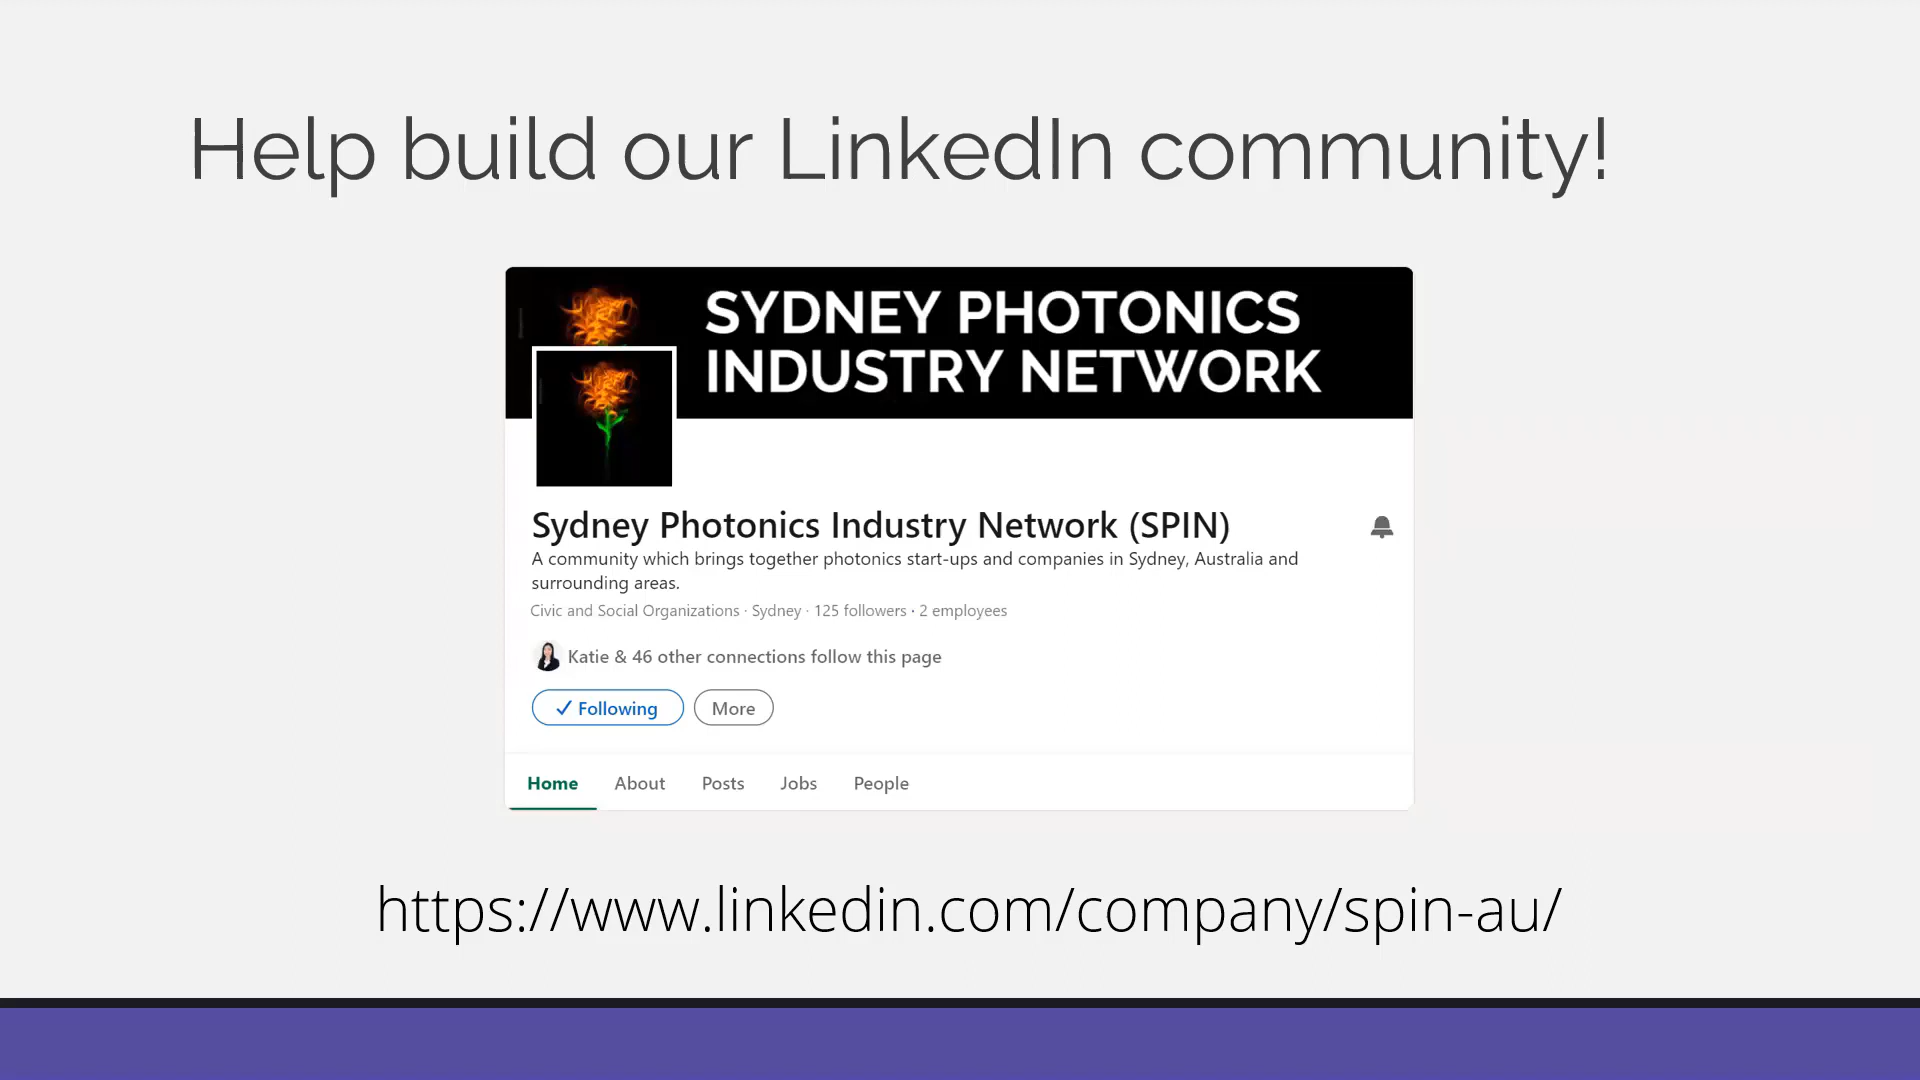 Help build our LinkedIn community!
SYDNEY PHOTONICS
INDUSTRY NETWORK
Sydney Photonics Industry Network (SPIN)
A community which brings together photonics start-ups and companies in Sydney, Australia and
surrounding areas.
Civic and Social Organizations · Sydney · 125 followers · 2 employees
Katie & 46 other connections follow this page
✓ Following More
Home About Posts Jobs People
https://www.linkedin.com/company/spin-au/